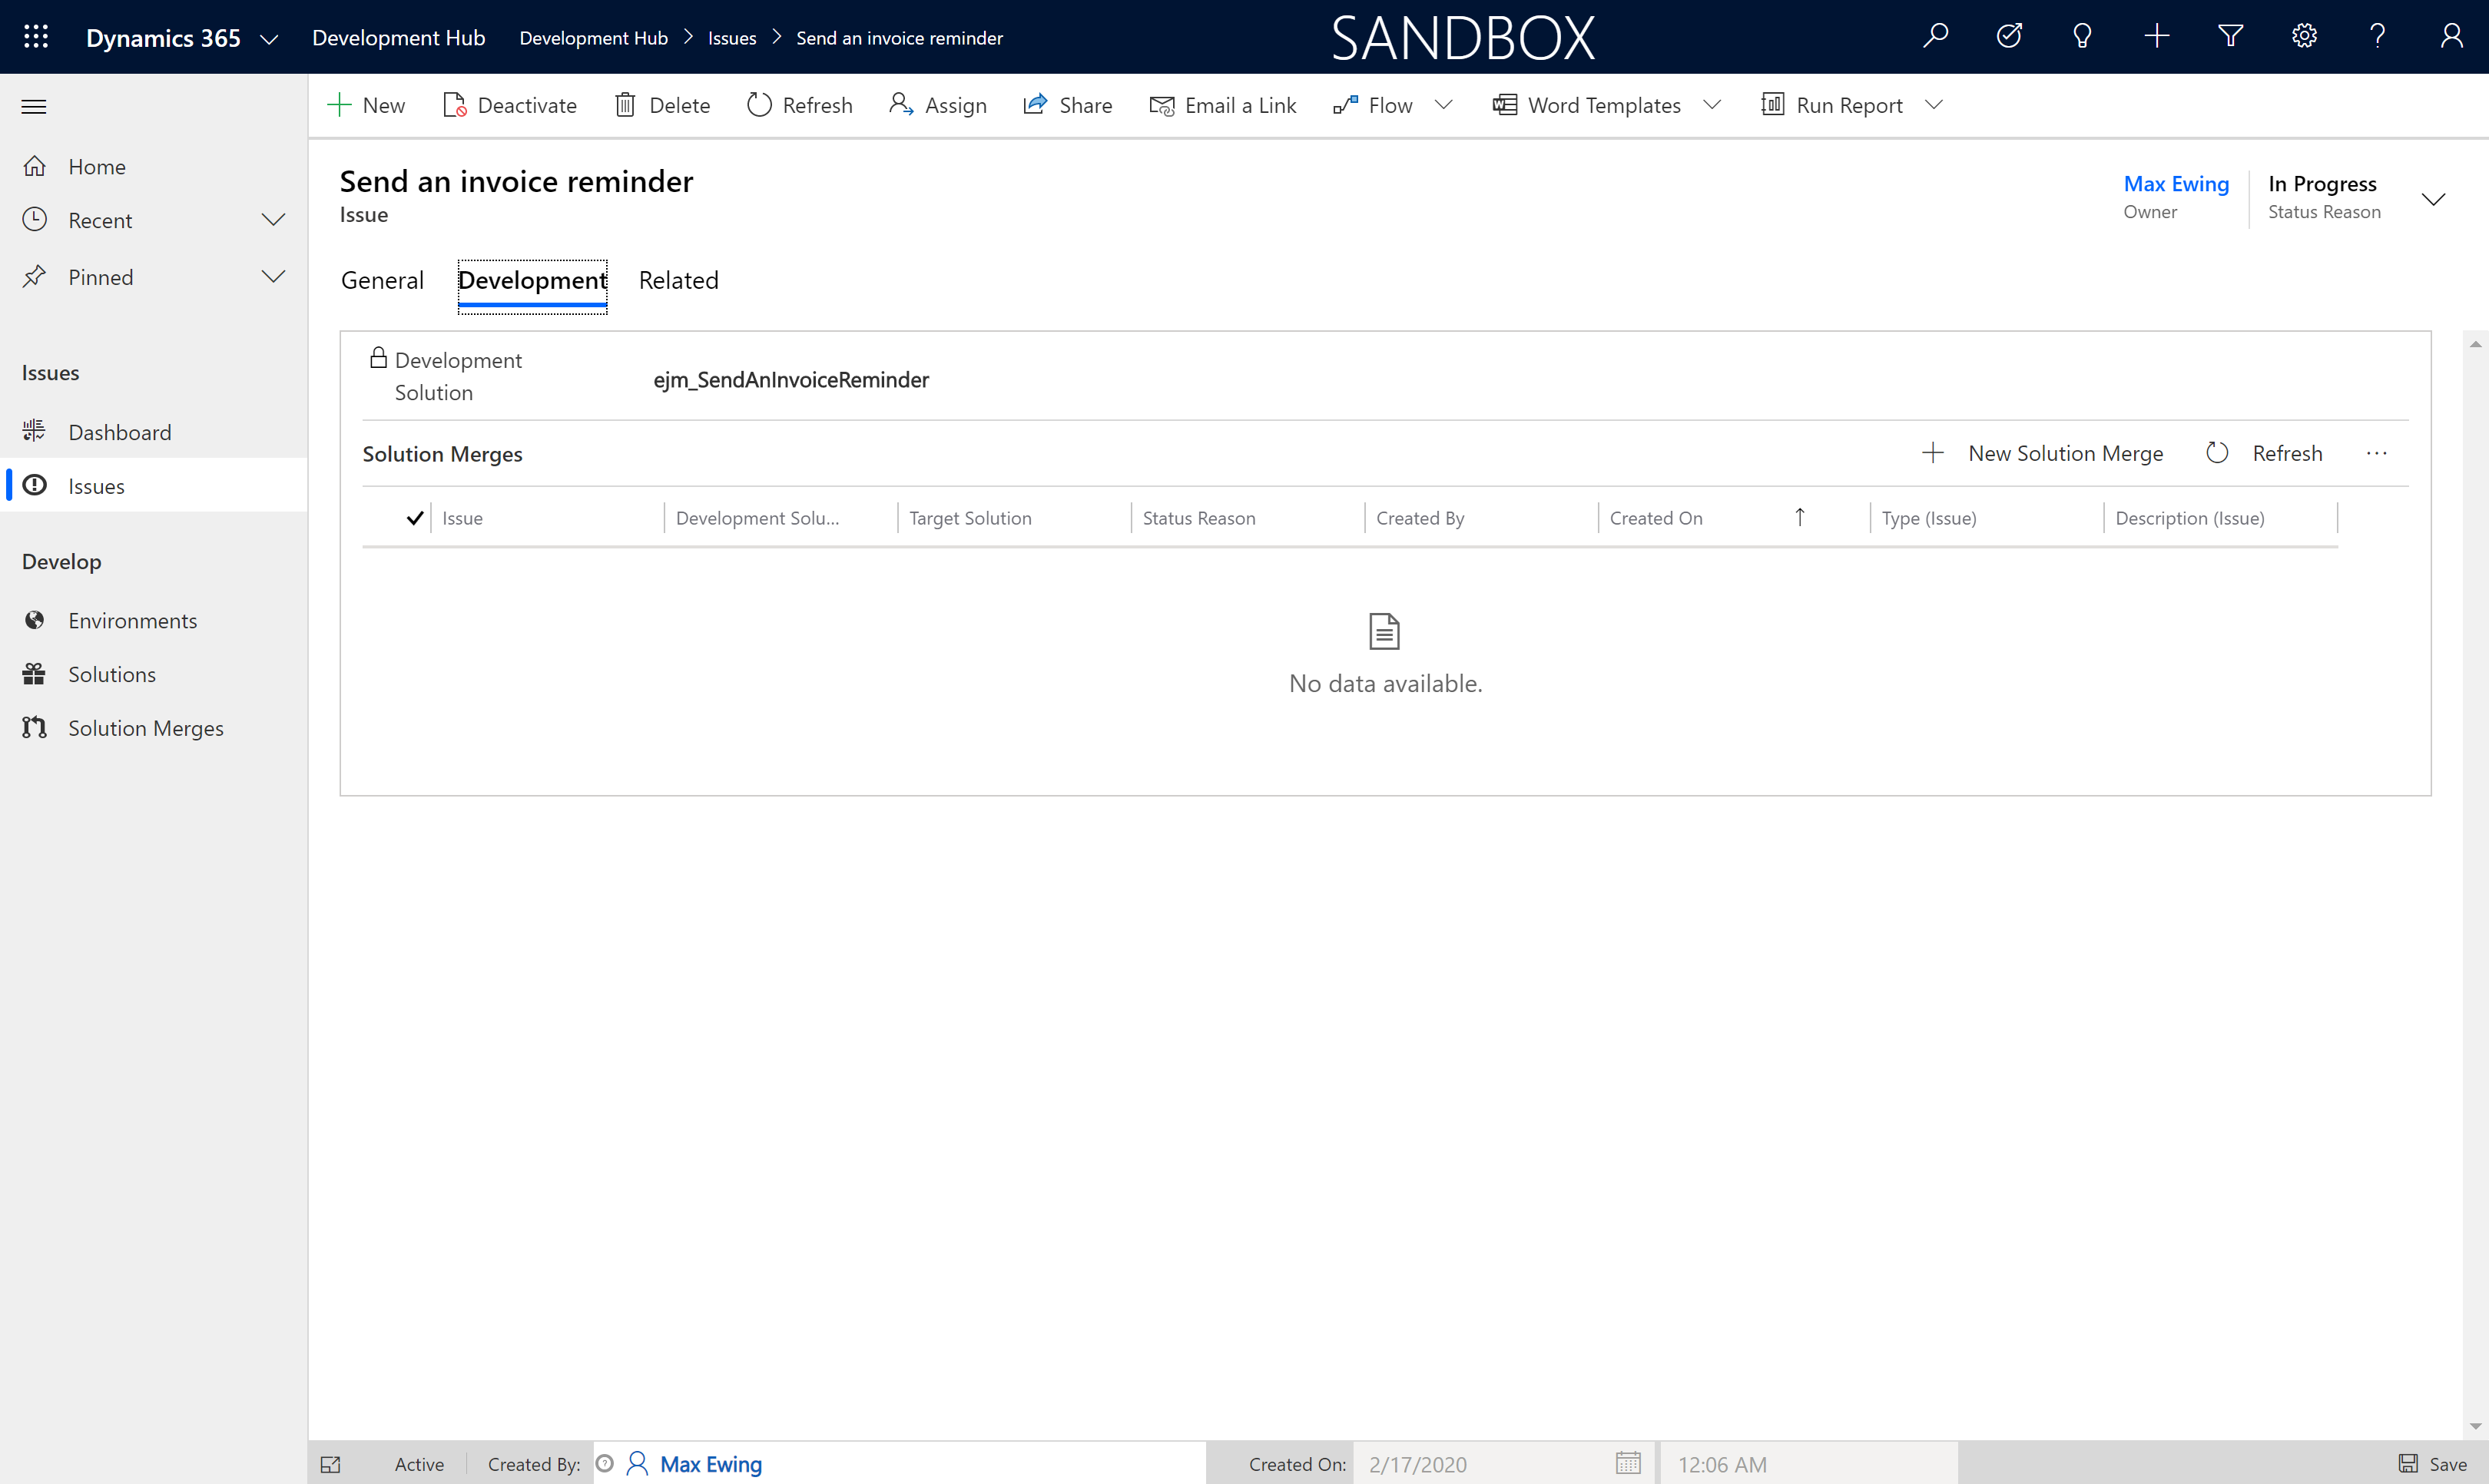 Dynamics 365 Development Hub Development Hub Issues Send an invoice reminder SANDBOX
New Deactivate Delete Refresh Assign Share Email a Link Flow Word Templates Run Report
Home
Recent
Pinned
Issues
Dashboard
Issues
Develop
Environments
Solutions
Solution Merges
Send an invoice reminder
Issue
Max Ewing
Owner
In Progress
Status Reason
General Development Related
Development
Solution
ejm_SendAnInvoiceReminder
Solution Merges New Solution Merge Refresh ...
Issue Development Solu... Target Solution Status Reason Created By Created On Type (Issue) Description (Issue)
No data available.
Active Created By: Max Ewing Created On: 2/17/2020 12:06 AM Save